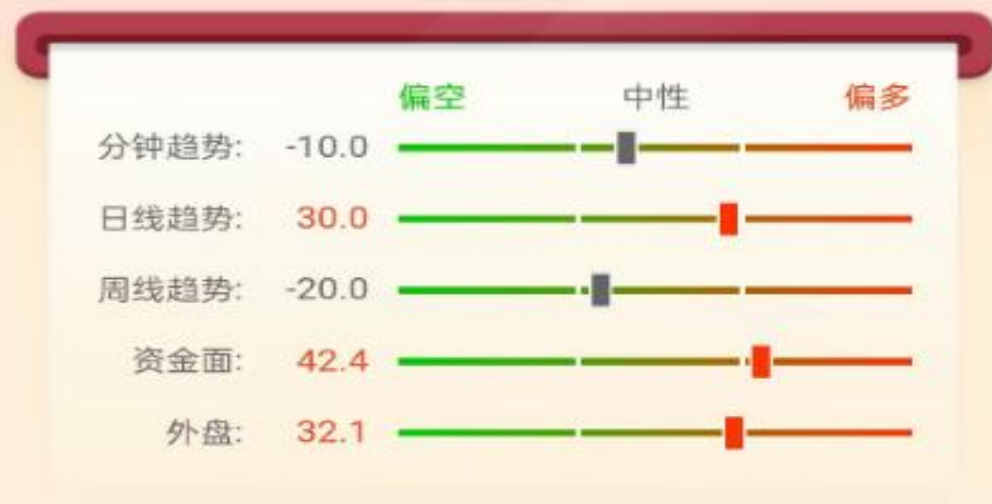 偏空 中性 偏多
分钟趋势: -10.0
日线趋势: 30.0
周线趋势: -20.0
资金面: 42.4
外盘: 32.1